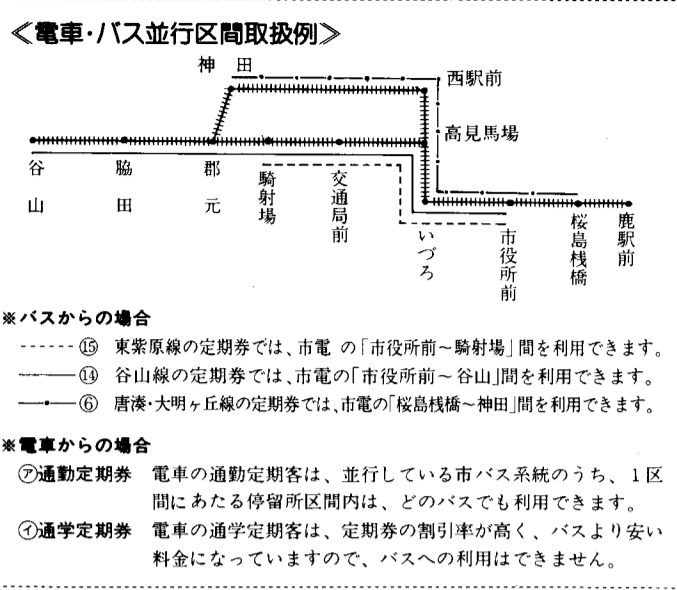 ≪電車・バス並行区間取扱例≫
神田
西駅前
高見馬場
谷山
脇田
郡元
騎射場
交通局前
いづろ
市役所前
桜島桟橋
鹿駅前
※バスからの場合
------⑮ 東紫原線の定期券では、市電 の「市役所前~騎射場」間を利用できます。
―――⑭ 谷山線の定期券では、市電の「市役所前~谷山」間を利用できます。
―•―•―⑥ 唐湊・大明ヶ丘線の定期券では、市電の「桜島桟橋~神田」間を利用できます。
※電車からの場合
㋐通勤定期券 電車の通勤定期客は、並行している市バス系統のうち、1区
間にあたる停留所区間内は、どのバスでも利用できます。
㋑通学定期券 電車の通学定期客は、定期券の割引率が高く、バスより安い
料金になっていますので、バスへの利用はできません。